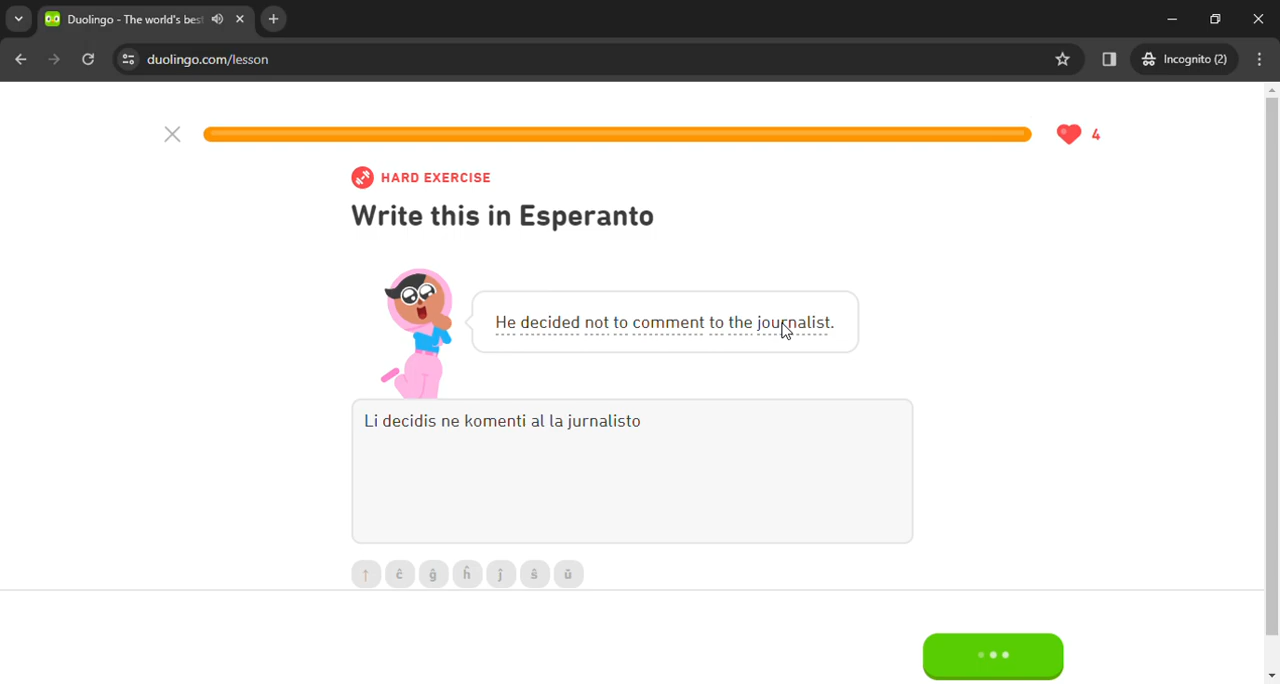 Duolingo - The world's bes
duolingo.com/lesson
Incognito (2)
4
HARD EXERCISE
Write this in Esperanto
He decided not to comment to the journalist.
Li decidis ne komenti al la jurnalisto
↑ ĉ ĝ ĥ ĵ ŝ ŭ